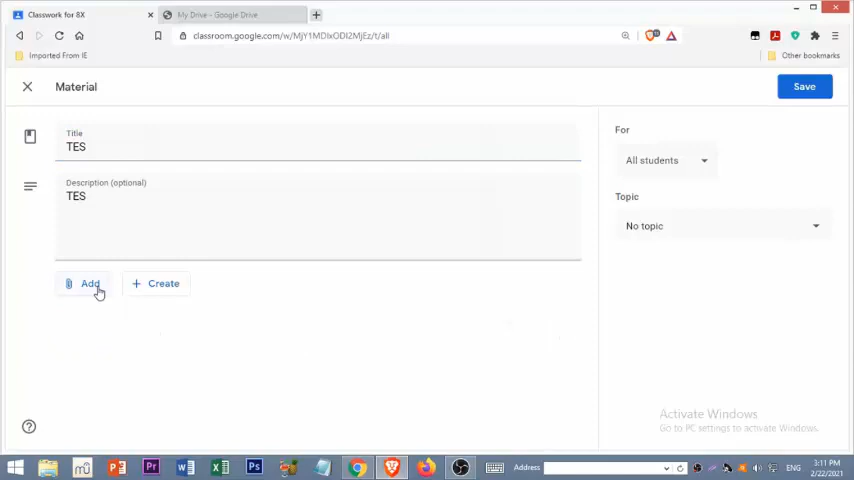 Classwork for 8X
My Drive - Google Drive
classroom.google.com/w/MjY1MDIxODI2MjEz/t/all
Imported From IE
Other bookmarks
Material
Save
Title
TES
For
All students
Description (optional)
TES
Topic
No topic
Add
Create
Activate Windows
Go to PC settings to activate Windows.
Address
ENG
3:11 PM
2/22/2021